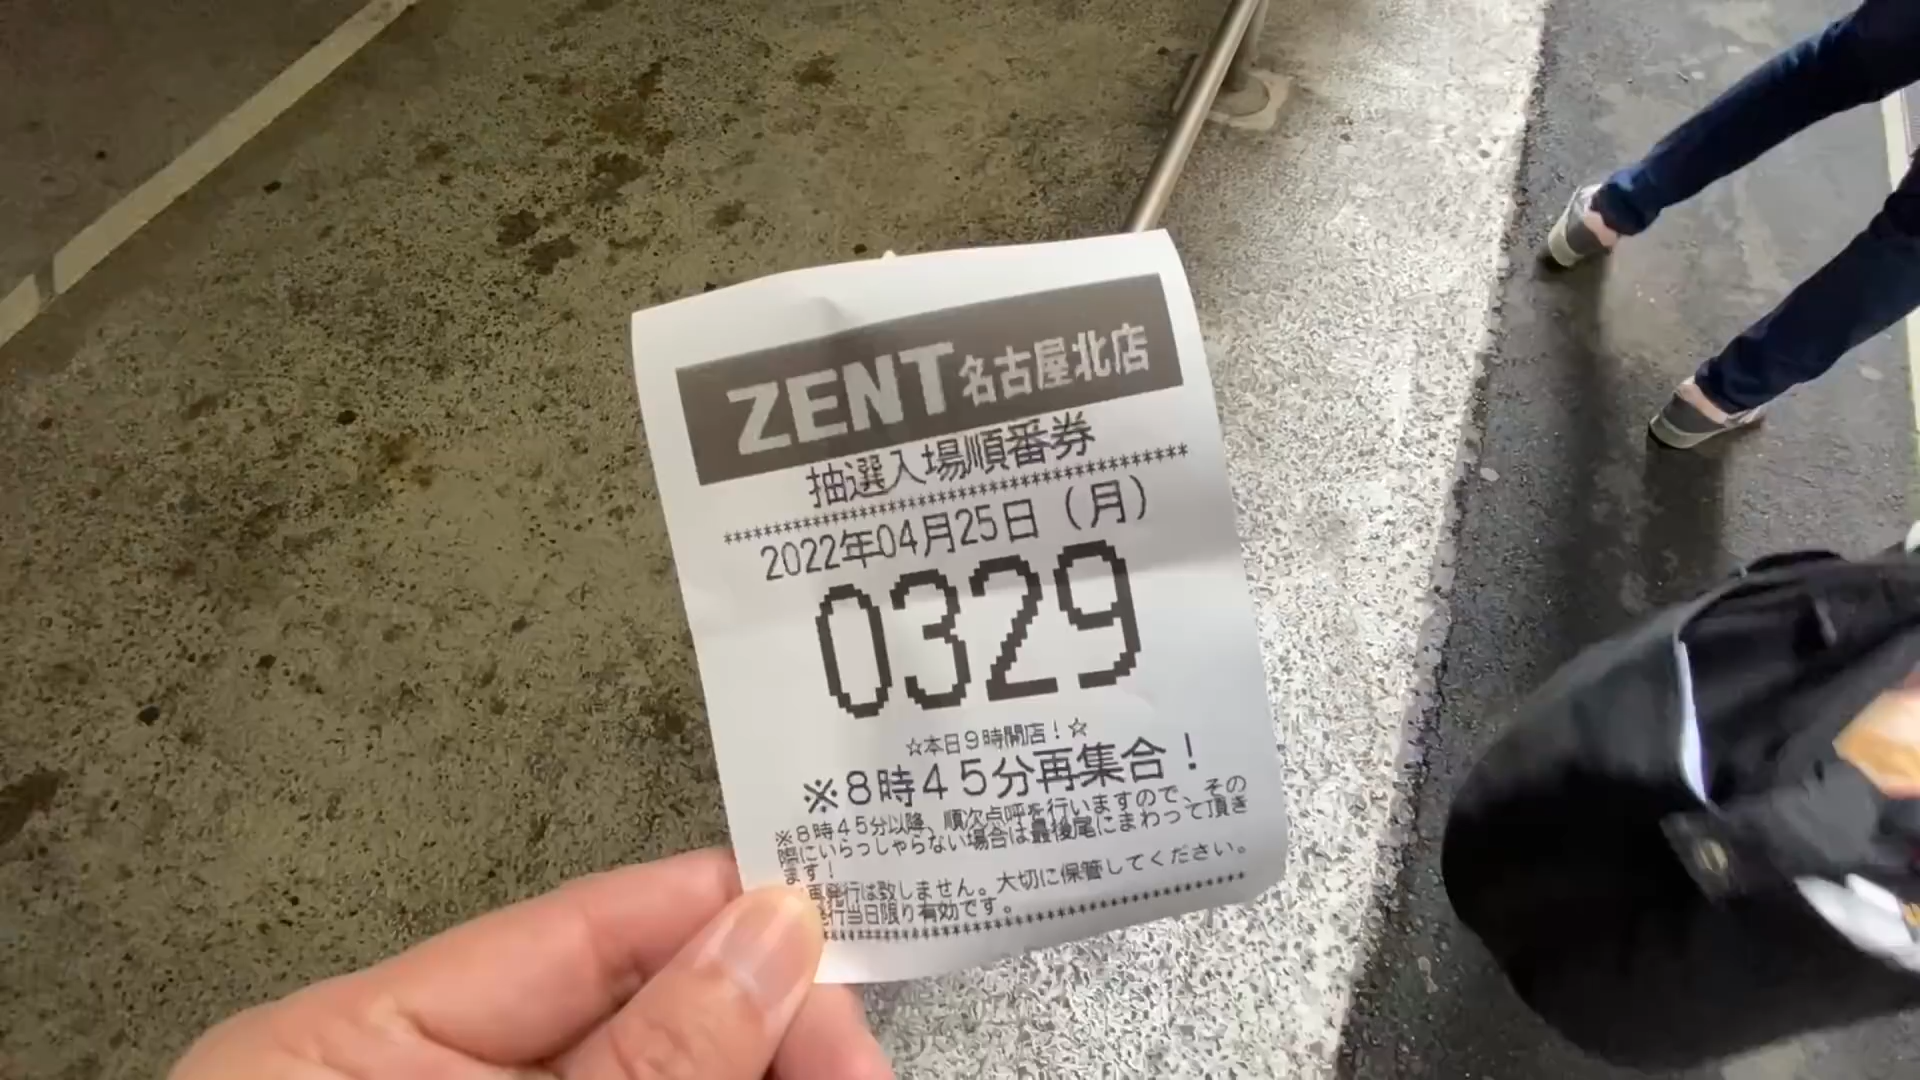 ZENT名古屋北店
抽選入場順番券
****************************************
2022年04月25日（月）
0329
☆本日9時開店！☆
※8時45分再集合！
※8時45分以降、順次点呼を行いますので、その
際にいらっしゃらない場合は最後尾にまわって頂き
ます！
再発行は致しません。大切に保管してください。
行当日限り有効です。
****************************************